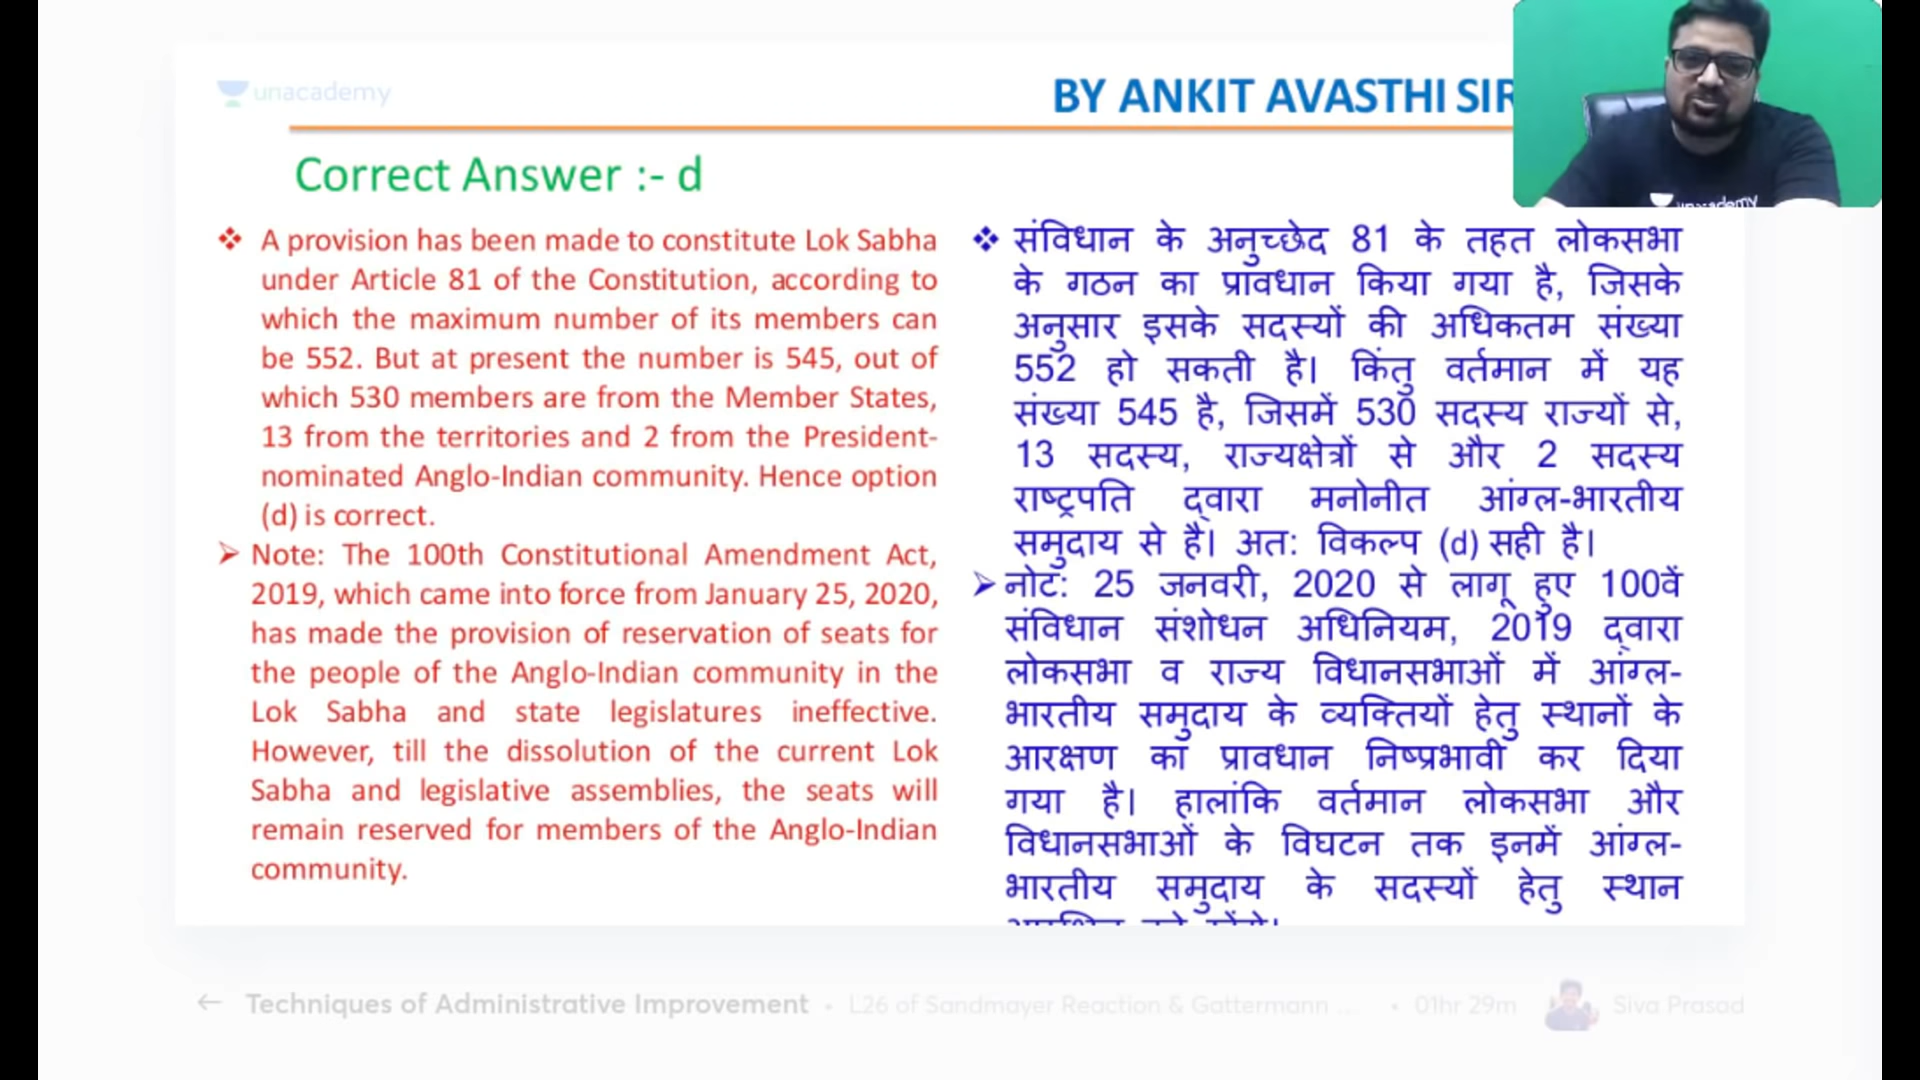 unacademy
BY ANKIT AVASTHI SIR
unacademy
Correct Answer :- d
❖ A provision has been made to constitute Lok Sabha
under Article 81 of the Constitution, according to
which the maximum number of its members can
be 552. But at present the number is 545, out of
which 530 members are from the Member States,
13 from the territories and 2 from the President-
nominated Anglo-Indian community. Hence option
(d) is correct.
➢ Note: The 100th Constitutional Amendment Act,
2019, which came into force from January 25, 2020,
has made the provision of reservation of seats for
the people of the Anglo-Indian community in the
Lok Sabha and state legislatures ineffective.
However, till the dissolution of the current Lok
Sabha and legislative assemblies, the seats will
remain reserved for members of the Anglo-Indian
community.
❖ संविधान के अनुच्छेद 81 के तहत लोकसभा
के गठन का प्रावधान किया गया है, जिसके
अनुसार इसके सदस्यों की अधिकतम संख्या
552 हो सकती है। किंतु वर्तमान में यह
संख्या 545 है, जिसमें 530 सदस्य राज्यों से,
13 सदस्य, राज्यक्षेत्रों से और 2 सदस्य
राष्ट्रपति द्वारा मनोनीत आंग्ल-भारतीय
समुदाय से है। अत: विकल्प (d) सही है।
➢ नोट: 25 जनवरी, 2020 से लागू हुए 100वें
संविधान संशोधन अधिनियम, 2019 द्वारा
लोकसभा व राज्य विधानसभाओं में आंग्ल-
भारतीय समुदाय के व्यक्तियों हेतु स्थानों के
आरक्षण का प्रावधान निष्प्रभावी कर दिया
गया है। हालांकि वर्तमान लोकसभा और
विधानसभाओं के विघटन तक इनमें आंग्ल-
भारतीय समुदाय के सदस्यों हेतु स्थान
← Techniques of Administrative Improvement • L26 of Sandmayer Reaction & Gattermann ... • 01hr 29m Siva Prasad